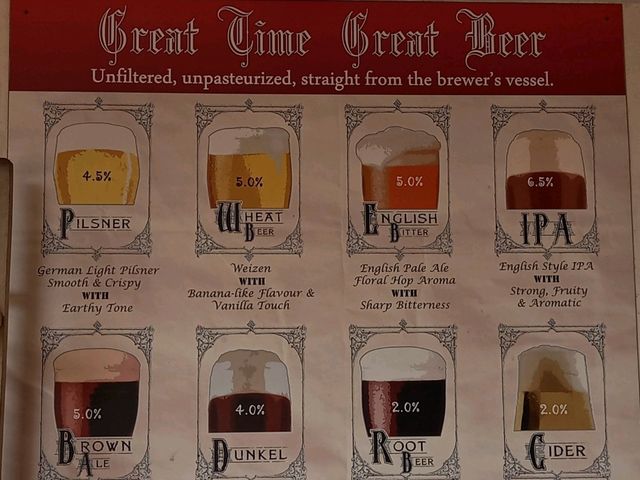 Great Time Great Beer
Unfiltered, unpasteurized, straight from the brewer's vessel.
4.5%
PILSNER
German Light Pilsner
Smooth & Crispy
WITH
Earthy Tone
5.0%
WHEAT
BEER
Weizen
WITH
Banana-like Flavour &
Vanilla Touch
5.0%
ENGLISH
BITTER
English Pale Ale
Floral Hop Aroma
WITH
Sharp Bitterness
6.5%
IPA
English Style IPA
WITH
Strong, Fruity
& Aromatic
5.0%
BROWN
ALE
4.0%
DUNKEL
2.0%
ROOT
BEER
2.0%
CIDER